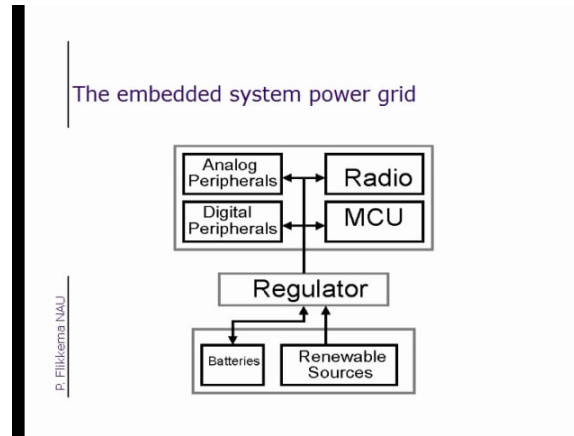 The embedded system power grid
Analog
Peripherals
Radio
Digital
Peripherals
MCU
Regulator
Batteries
Renewable
Sources
P. Flikkema NAU